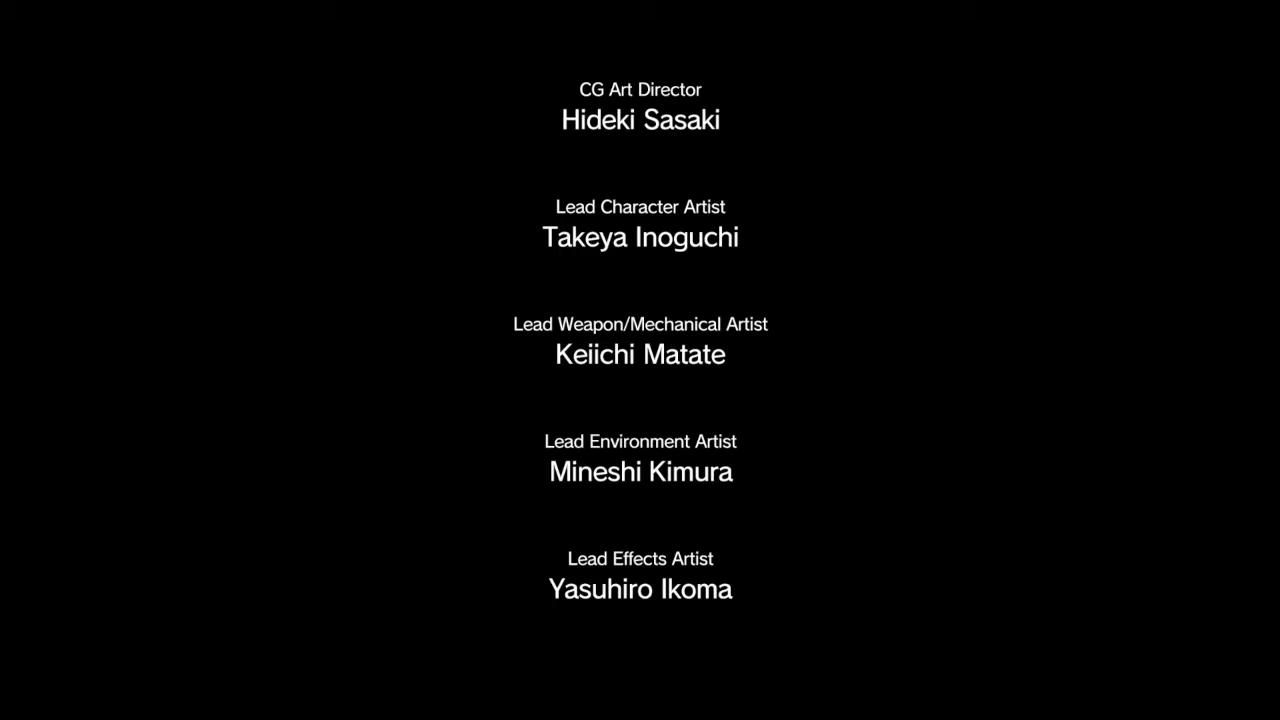 CG Art Director
Hideki Sasaki
Lead Character Artist
Takeya Inoguchi
Lead Weapon/Mechanical Artist
Keiichi Matate
Lead Environment Artist
Mineshi Kimura
Lead Effects Artist
Yasuhiro Ikoma